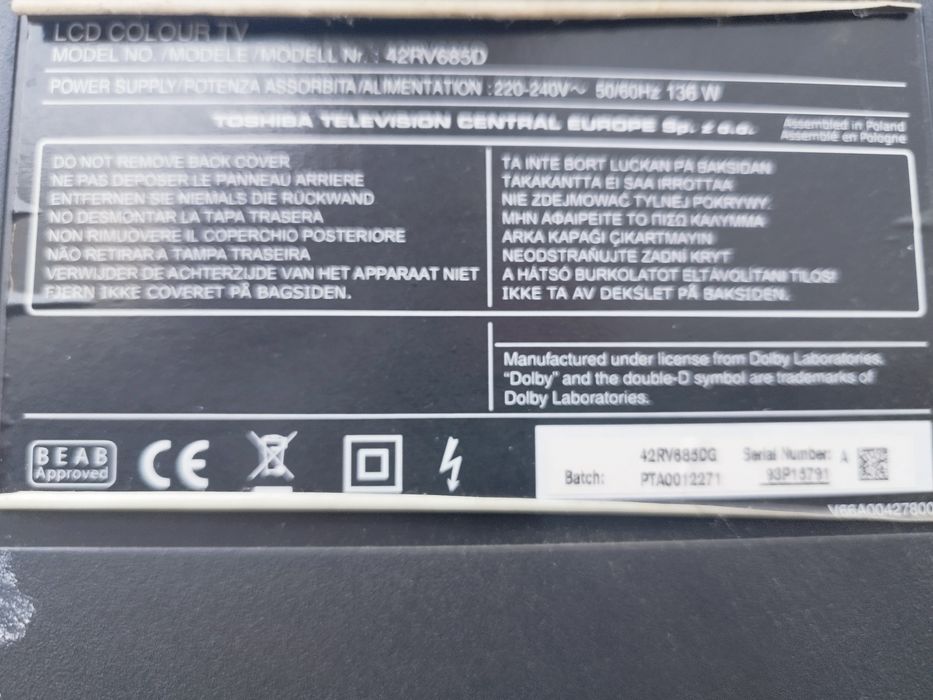 LCD COLOUR TV
MODEL NO. /MODELE /MODELL Nr. : 42RV685D
POWER SUPPLY/POTENZA ASSORBITA/ALIMENTATION : 220-240V~ 50/60Hz 136 W
TOSHIBA TELEVISION CENTRAL EUROPE Sp. z o.o.
Assembled in Poland
Assemblé en Pologne
DO NOT REMOVE BACK COVER
NE PAS DEPOSER LE PANNEAU ARRIERE
ENTFERNEN SIE NIEMALS DIE RÜCKWAND
NO DESMONTAR LA TAPA TRASERA
NON RIMUOVERE IL COPERCHIO POSTERIORE
NÃO RETIRAR A TAMPA TRASEIRA
VERWIJDER DE ACHTERZIJDE VAN HET APPARAAT NIET
FJERN IKKE COVERET PÅ BAGSIDEN.
TA INTE BORT LUCKAN PA BAKSIDAN
TAKAKANTTA EI SAA IRROTTAA
NIE ZDEJMOWAĆ TYLNEJ POKRYWY.
ΜΗΝ ΑΦΑΙΡΕΙΤΕ ΤΟ ΠΙΣΩ ΚΑΛΥΜΜΑ
ARKA KAPAĞI ÇIKARTMAYIN
NEODSTRAŇUJTE ZADNÍ KRYT
A HÁTSÓ BURKOLATOT ELTÁVOLÍTANI TILOS!
IKKE TA AV DEKSLET PÅ BAKSIDEN.
Manufactured under license from Dolby Laboratories.
"Dolby" and the double-D symbol are trademarks of
Dolby Laboratories.
BEAB
Approved
CE
42RV685DG Serial Number: A
Batch: PTA0012271 93P15791
V66A00427800